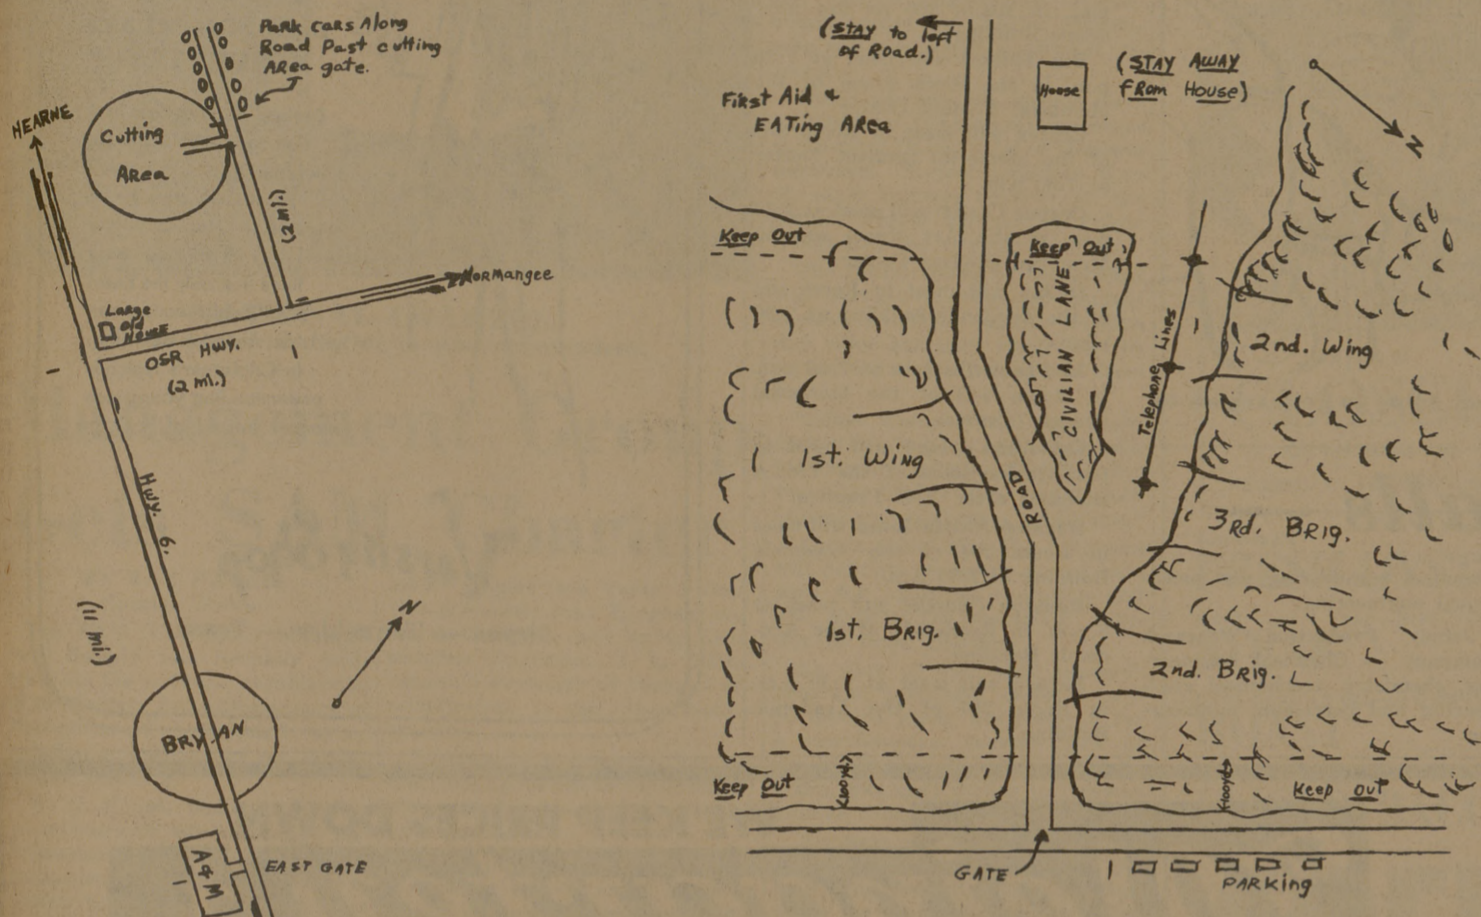 Park cars Along
Road Past cutting
Area gate.
HEARNE
Cutting
Area
(2 mi.)
Normangee
Large
old
House
OSR HWY.
(2 mi.)
Hwy. 6.
(11 mi.)
N
BRYAN
A&M
EAST GATE
(STAY to left
of Road.)
First Aid &
EATing AREa
House
(STAY AWAY
FROM HOUSE)
N
Keep Out
Keep Out
CIVILIAN LANE
Telephone Lines
2nd. Wing
1st. Wing
ROAD
3Rd. BRIG.
1st. BRIG.
2nd. BRIG.
Keep Out
Keep Out
GATE
PARKing